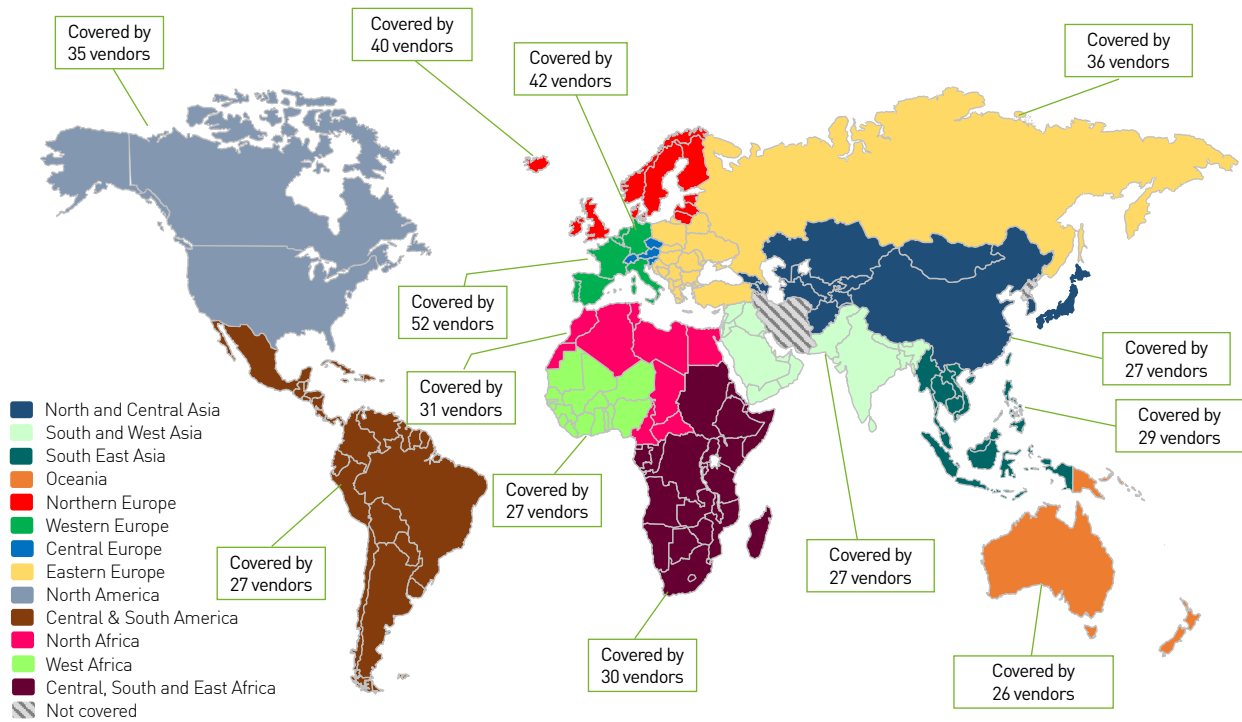 Covered by
35 vendors
Covered by
40 vendors
Covered by
42 vendors
Covered by
36 vendors
Covered by
52 vendors
Covered by
31 vendors
Covered by
27 vendors
Covered by
29 vendors
Covered by
27 vendors
Covered by
27 vendors
Covered by
27 vendors
Covered by
30 vendors
Covered by
26 vendors
North and Central Asia
South and West Asia
South East Asia
Oceania
Northern Europe
Western Europe
Central Europe
Eastern Europe
North America
Central & South America
North Africa
West Africa
Central, South and East Africa
Not covered